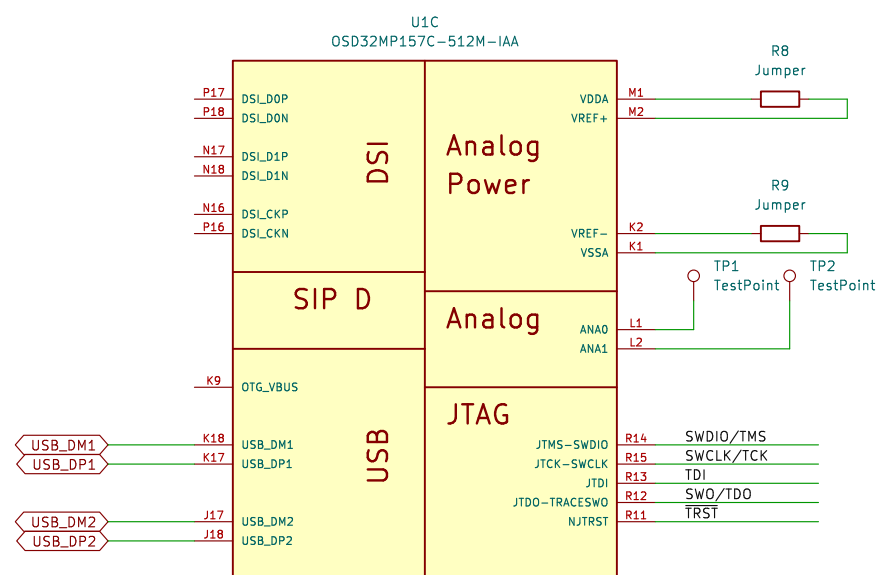 U1C
OSD32MP157C-512M-IAA
R8
Jumper
P17 DSI_D0P
P18 DSI_D0N
N17 DSI_D1P
N18 DSI_D1N
N16 DSI_CKP
P16 DSI_CKN
DSI
Analog
Power
VDDA M1
VREF+ M2
R9
Jumper
VREF- K2
VSSA K1
TP1
TestPoint
TP2
TestPoint
SIP D
Analog
ANA0 L1
ANA1 L2
K9 OTG_VBUS
USB_DM1 K18 USB_DM1
USB_DP1 K17 USB_DP1
USB_DM2 J17 USB_DM2
USB_DP2 J18 USB_DP2
USB
JTAG
JTMS-SWDIO R14 SWDIO/TMS
JTCK-SWCLK R15 SWCLK/TCK
JTDI R13 TDI
JTDO-TRACESWO R12 SWO/TDO
NJTRST R11 TRST